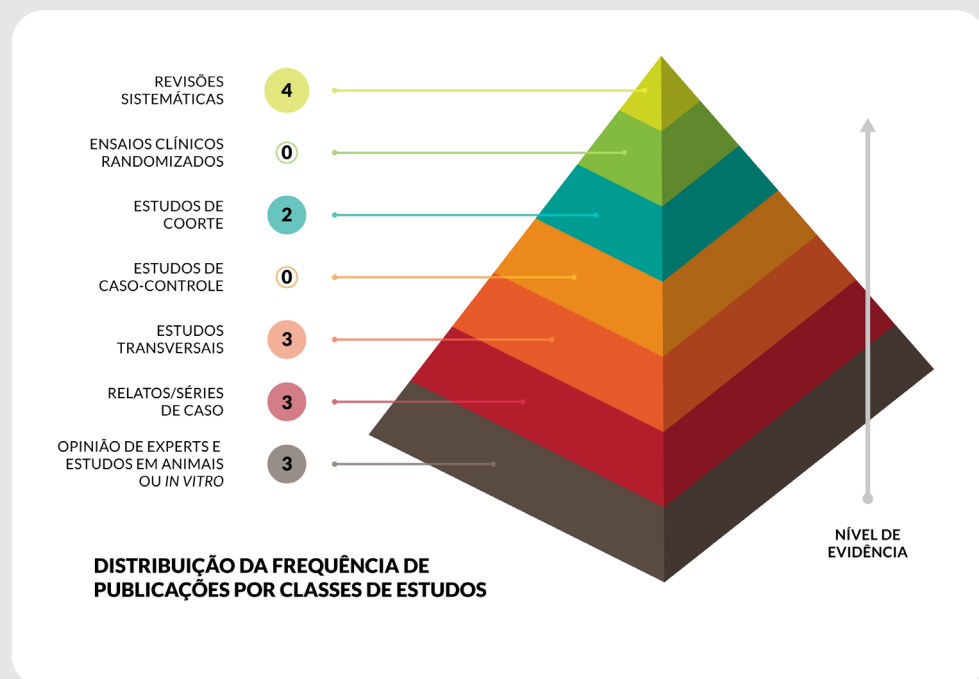 REVISÕES
SISTEMÁTICAS
4
ENSAIOS CLÍNICOS
RANDOMIZADOS
0
ESTUDOS DE
COORTE
2
ESTUDOS DE
CASO-CONTROLE
0
ESTUDOS
TRANSVERSAIS
3
RELATOS/SÉRIES
DE CASO
3
OPINIÃO DE EXPERTS E
ESTUDOS EM ANIMAIS
OU IN VITRO
3
NÍVEL DE
EVIDÊNCIA
DISTRIBUIÇÃO DA FREQUÊNCIA DE
PUBLICAÇÕES POR CLASSES DE ESTUDOS